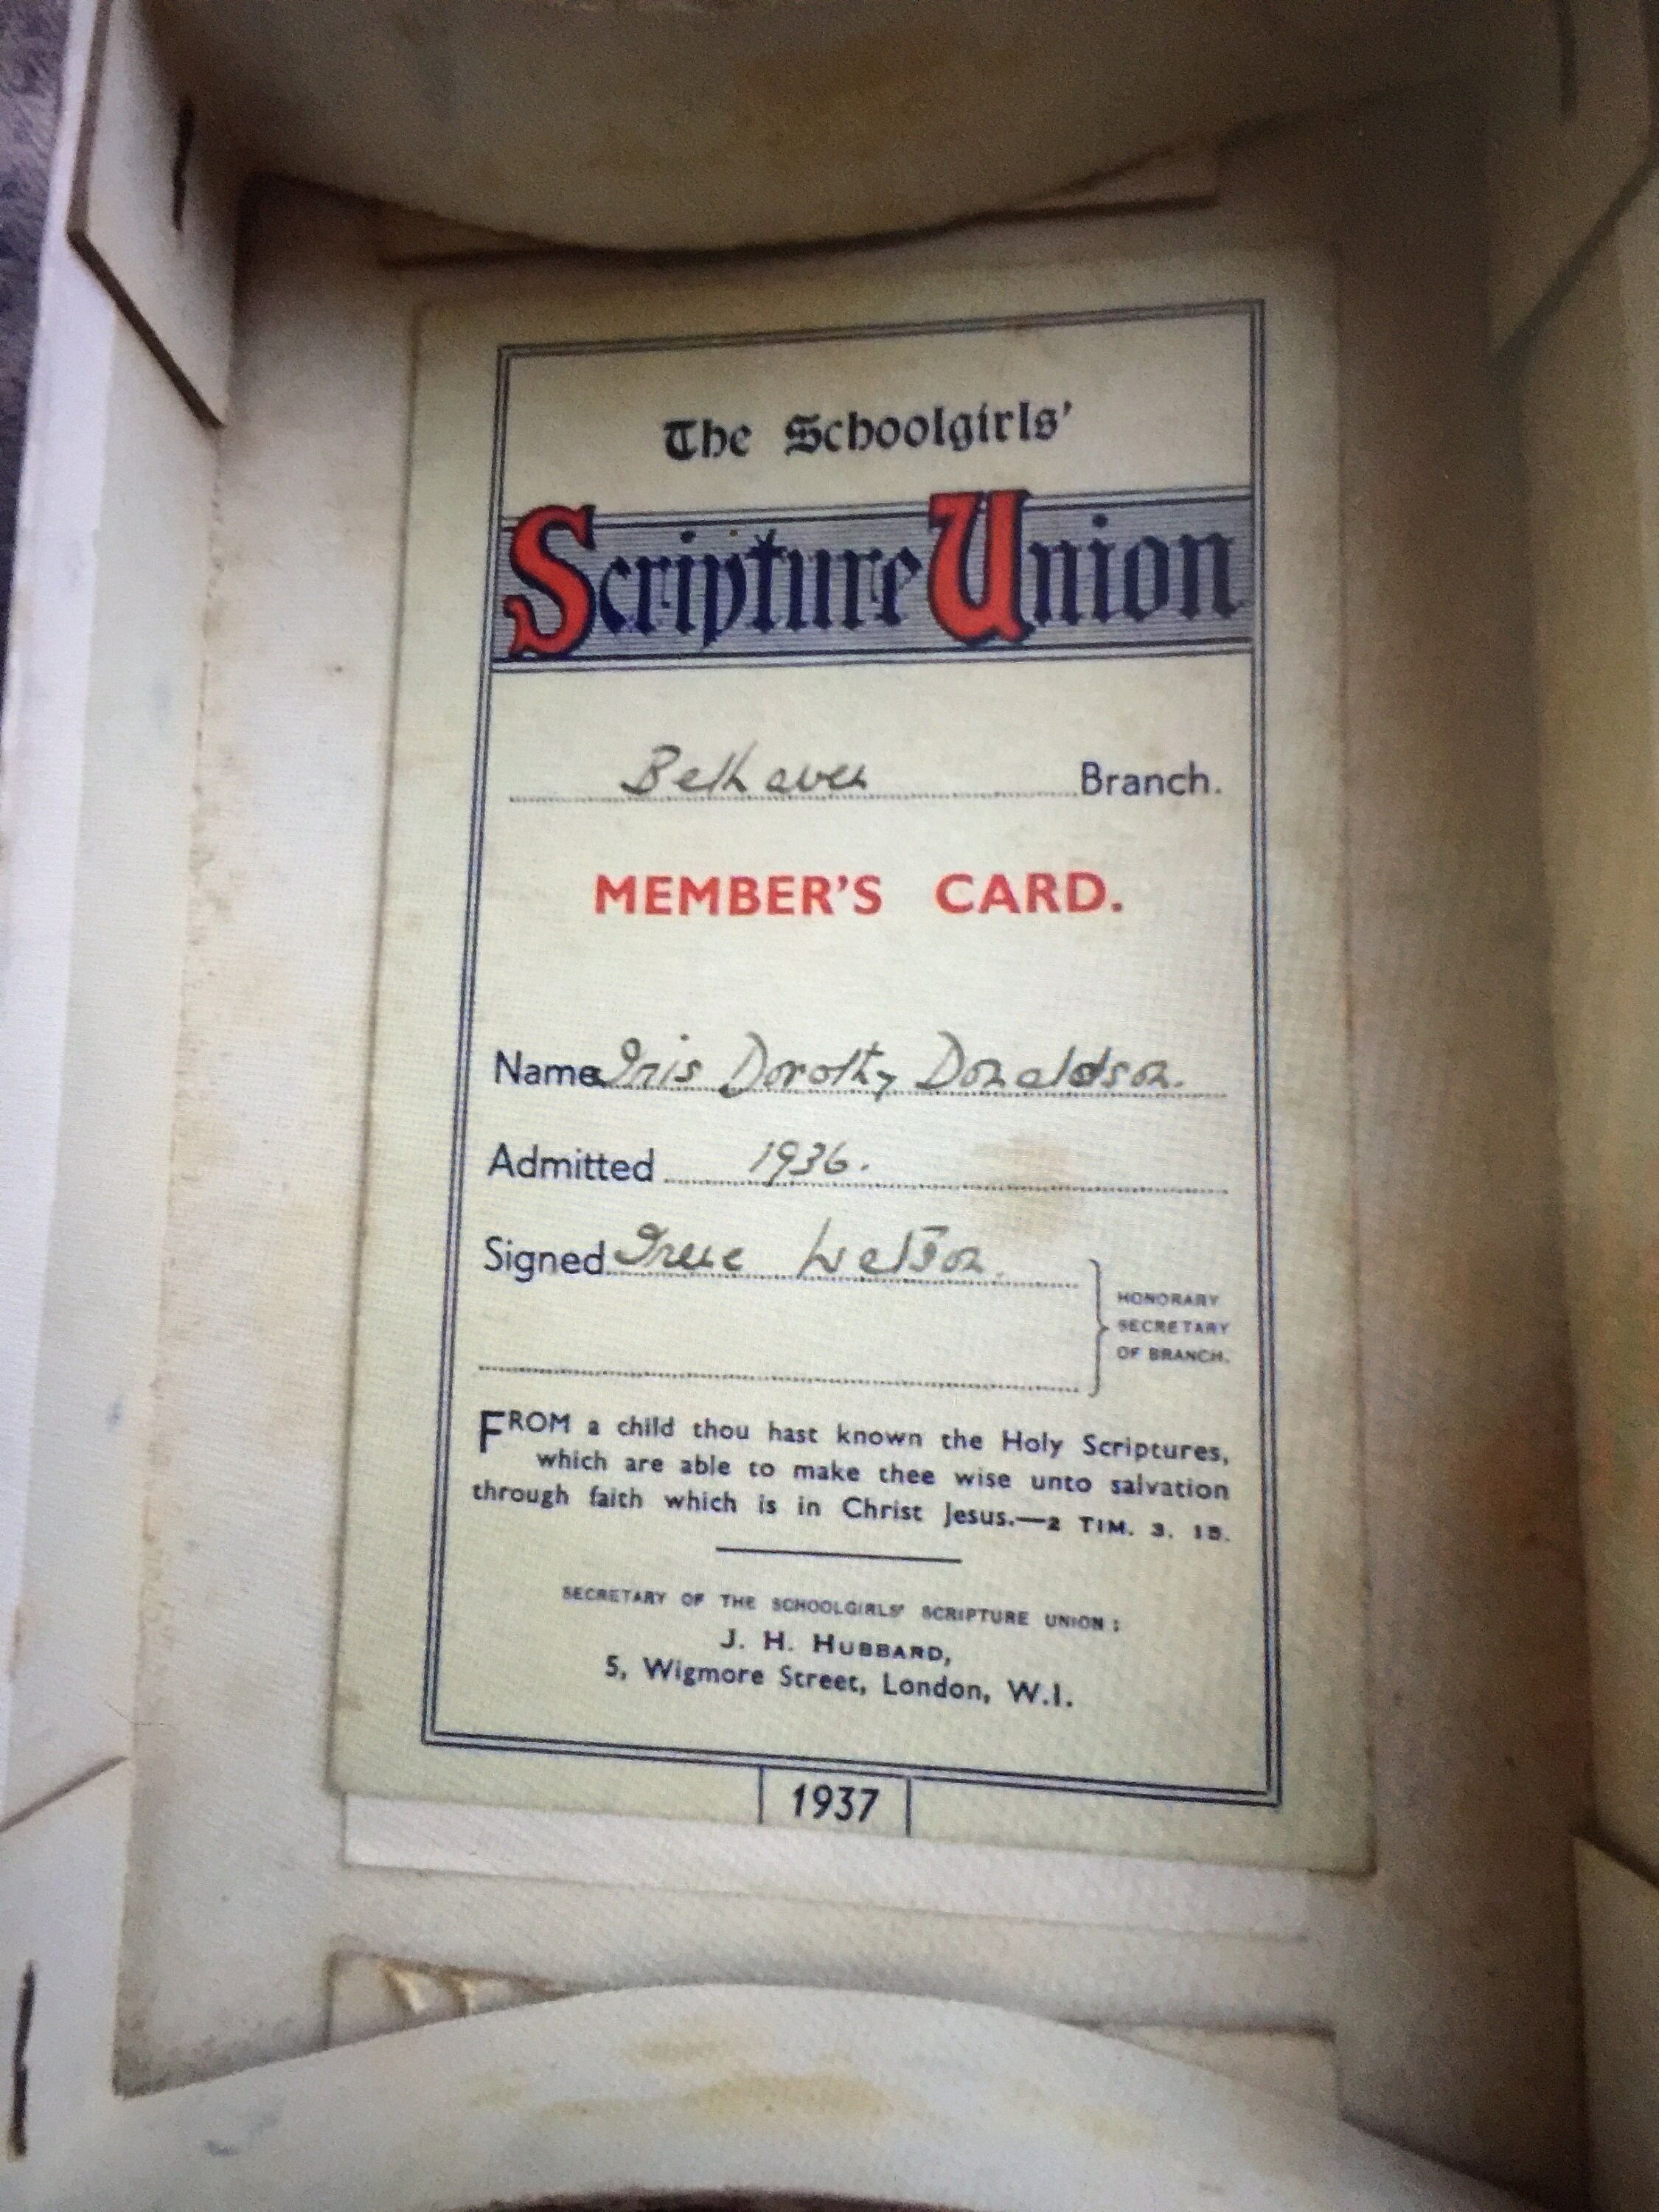 The Schoolgirls'
Scripture Union
Belhaven Branch.
MEMBER'S CARD.
Name Iris Dorothy Donaldson.
Admitted 1936.
Signed Irene
HONORARY
SECRETARY
OF BRANCH.
FROM a child thou hast known the Holy Scriptures,
which are able to make thee wise unto salvation
through faith which is in Christ Jesus.—2 TIM. 3. 15.
SECRETARY OF THE SCHOOLGIRLS' SCRIPTURE UNION:
J. H. HUBBARD,
5, Wigmore Street, London, W.1.
1937